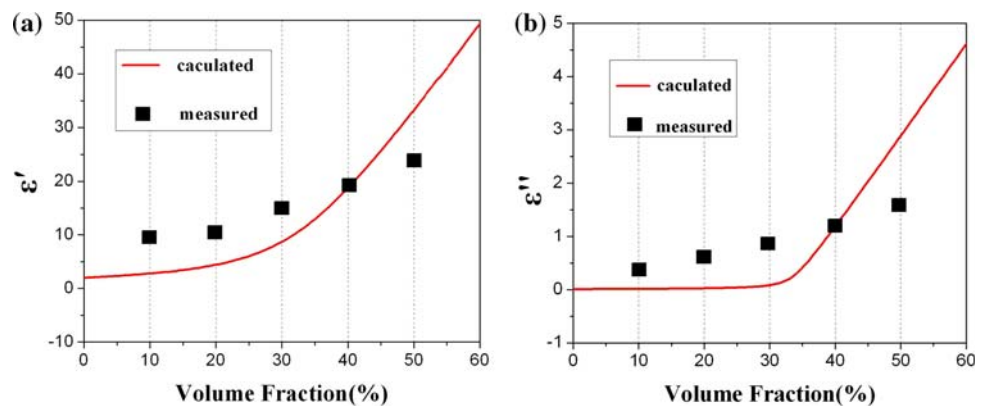 (a)
50
40
30
20
10
0
-10
ε'
caculated
measured
0 10 20 30 40 50 60
Volume Fraction(%)
(b)
5
4
3
2
1
0
-1
ε''
caculated
measured
0 10 20 30 40 50 60
Volume Fraction(%)